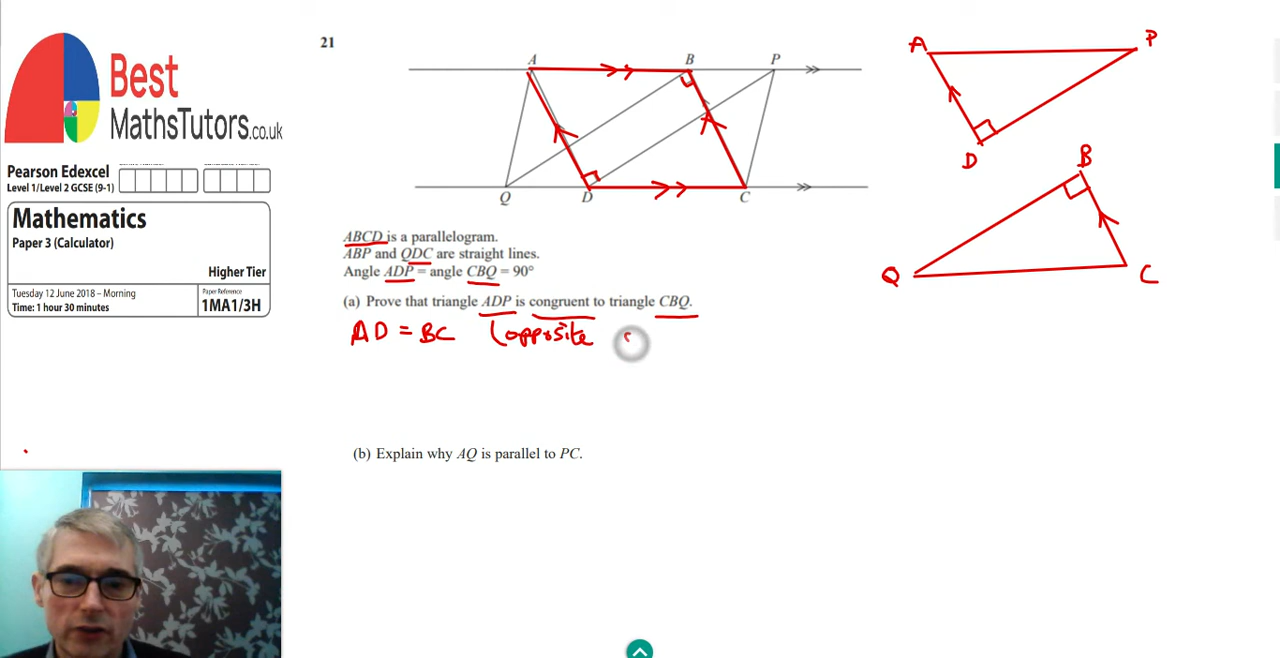 Best
MathsTutors.co.uk
Pearson Edexcel
Level 1/Level 2 GCSE (9-1)
Mathematics
Paper 3 (Calculator)
Higher Tier
Tuesday 12 June 2018 – Morning
Time: 1 hour 30 minutes
Paper Reference
1MA1/3H
21
A B P
Q D C
ABCD is a parallelogram.
ABP and QDC are straight lines.
Angle ADP = angle CBQ = 90°
(a) Prove that triangle ADP is congruent to triangle CBQ.
AD = BC (opposite s
(b) Explain why AQ is parallel to PC.
A P
D
B
Q C